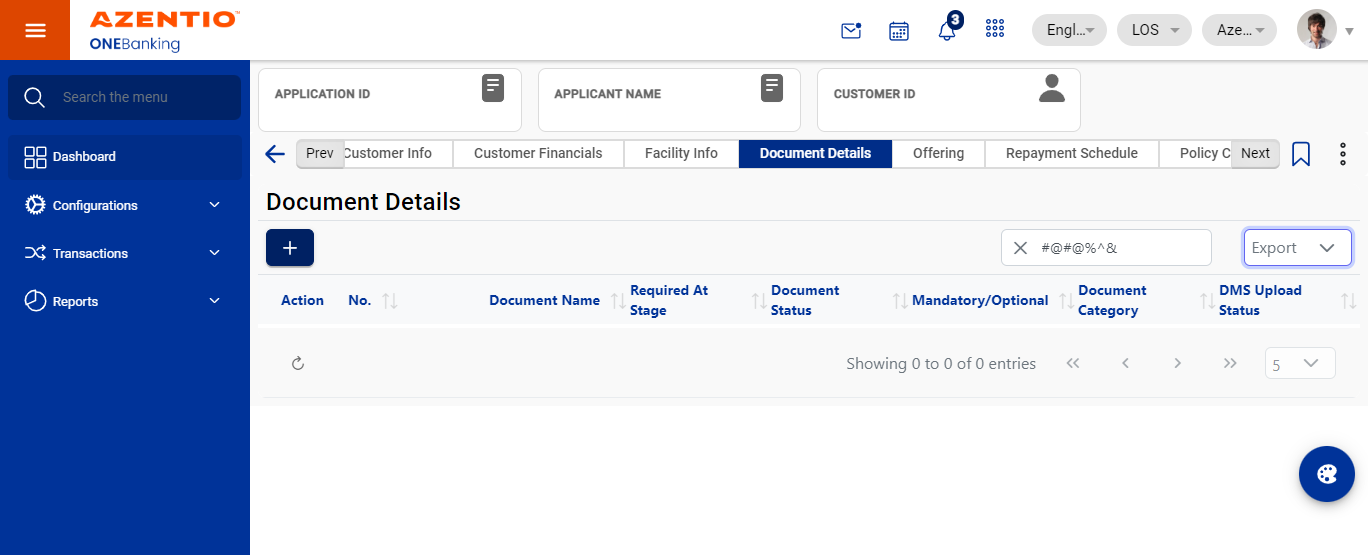 AZENTIO™
ONEBanking
3
Engl...
LOS
Aze...
Search the menu
Dashboard
Configurations
Transactions
Reports
APPLICATION ID
APPLICANT NAME
CUSTOMER ID
Prev
Customer Info
Customer Financials
Facility Info
Document Details
Offering
Repayment Schedule
Policy C
Next
Document Details
#@#@%^&
Export
Action
No.
Document Name
Required At
Stage
Document
Status
Mandatory/Optional
Document
Category
DMS Upload
Status
Showing 0 to 0 of 0 entries
5